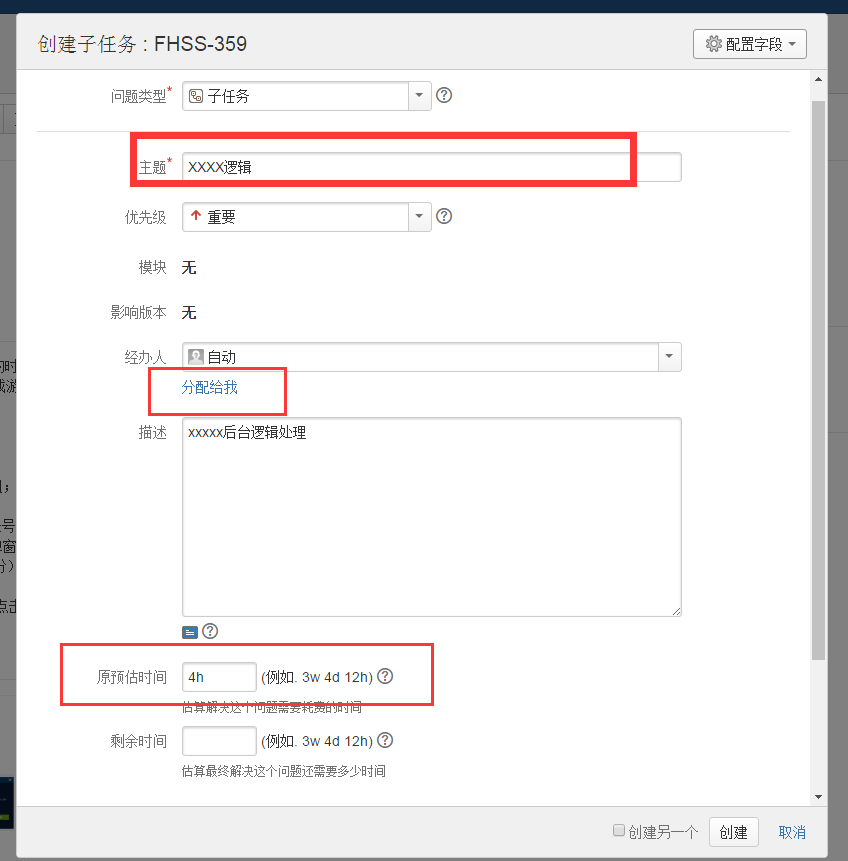 创建子任务 : FHSS-359
配置字段
问题类型* 子任务
主题* XXXX逻辑
优先级 重要
模块 无
影响版本 无
经办人 自动
分配给我
描述 xxxxx后台逻辑处理
原预估时间 4h (例如. 3w 4d 12h)
估算解决这个问题需要耗费的时间
剩余时间 (例如. 3w 4d 12h)
估算最终解决这个问题还需要多少时间
创建另一个 创建 取消